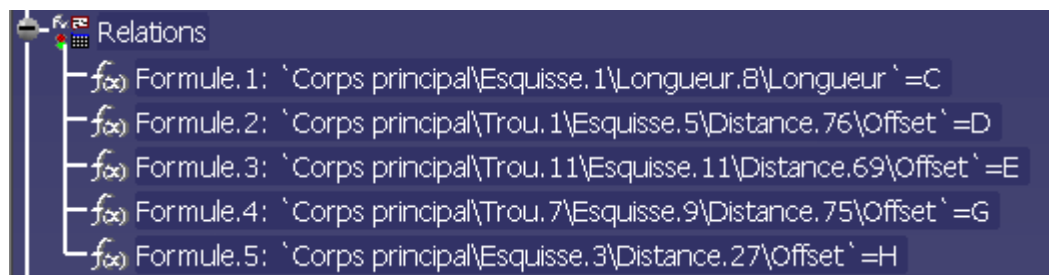 Relations
Formule.1: `Corps principal\Esquisse.1\Longueur.8\Longueur`=C
Formule.2: `Corps principal\Trou.1\Esquisse.5\Distance.76\Offset`=D
Formule.3: `Corps principal\Trou.11\Esquisse.11\Distance.69\Offset`=E
Formule.4: `Corps principal\Trou.7\Esquisse.9\Distance.75\Offset`=G
Formule.5: `Corps principal\Esquisse.3\Distance.27\Offset`=H